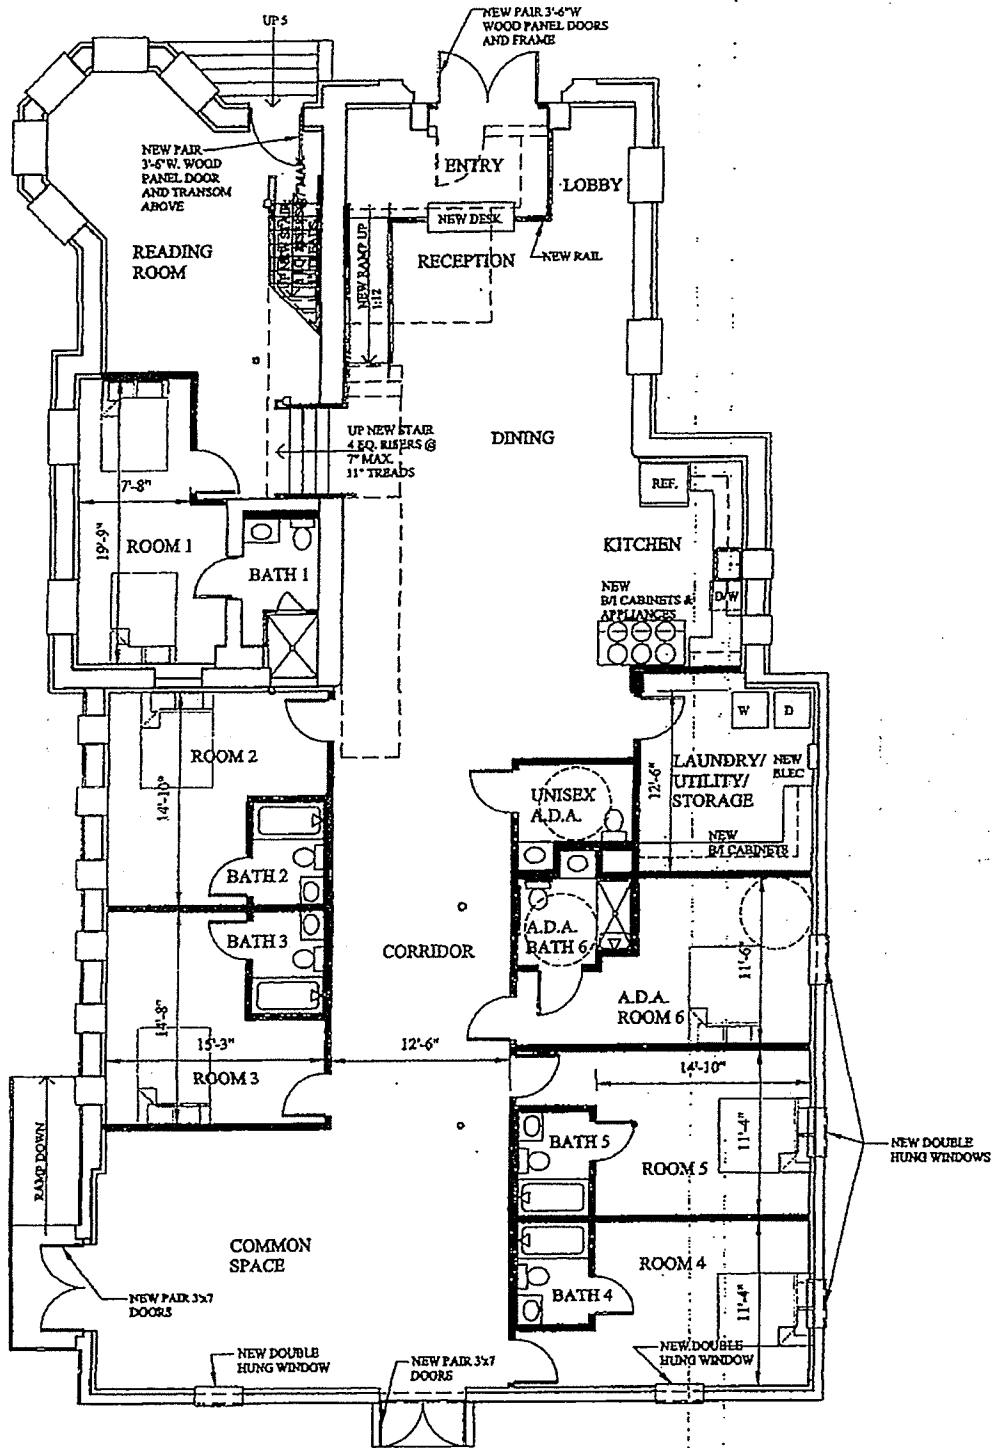 UP 5
NEW PAIR 3'-6"W
WOOD PANEL DOORS
AND FRAME
NEW PAIR
3'-6"W. WOOD
PANEL DOOR
AND TRANSOM
ABOVE
ENTRY
LOBBY
NEW DESK
RECEPTION
NEW RAIL
READING
ROOM
NEW RAMP UP
1:12
UP NEW STAIR
4 EQ. RISERS @
7" MAX.
11" TREADS
DINING
REF.
7'-8"
19'-9"
ROOM 1
BATH 1
KITCHEN
NEW
B/I CABINETS &
APPLIANCES
D/W
W
D
ROOM 2
14'-10"
LAUNDRY/
UTILITY/
STORAGE
NEW
ELEC
12'-6"
UNISEX
A.D.A.
NEW
B/I CABINETS
BATH 2
BATH 3
CORRIDOR
A.D.A.
BATH 6
11'-6"
A.D.A.
ROOM 6
14'-8"
15'-3"
12'-6"
ROOM 3
14'-10"
RAMP DOWN
BATH 5
11'-4"
ROOM 5
NEW DOUBLE
HUNG WINDOWS
COMMON
SPACE
ROOM 4
BATH 4
11'-4"
NEW PAIR 3'x7'
DOORS
NEW DOUBLE
HUNG WINDOW
NEW PAIR 3'x7'
DOORS
NEW DOUBLE
HUNG WINDOW